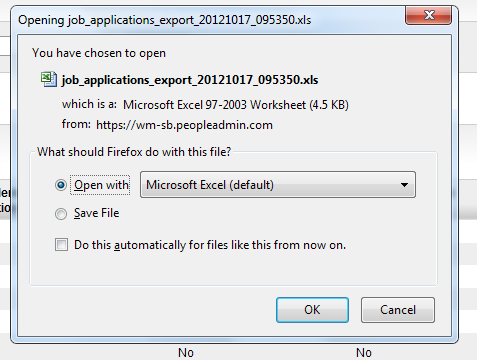 Opening job_applications_export_20121017_095350.xls
You have chosen to open
job_applications_export_20121017_095350.xls
which is a: Microsoft Excel 97-2003 Worksheet (4.5 KB)
from: https://wm-sb.peopleadmin.com
What should Firefox do with this file?
Open with Microsoft Excel (default)
Save File
Do this automatically for files like this from now on.
OK Cancel
No No